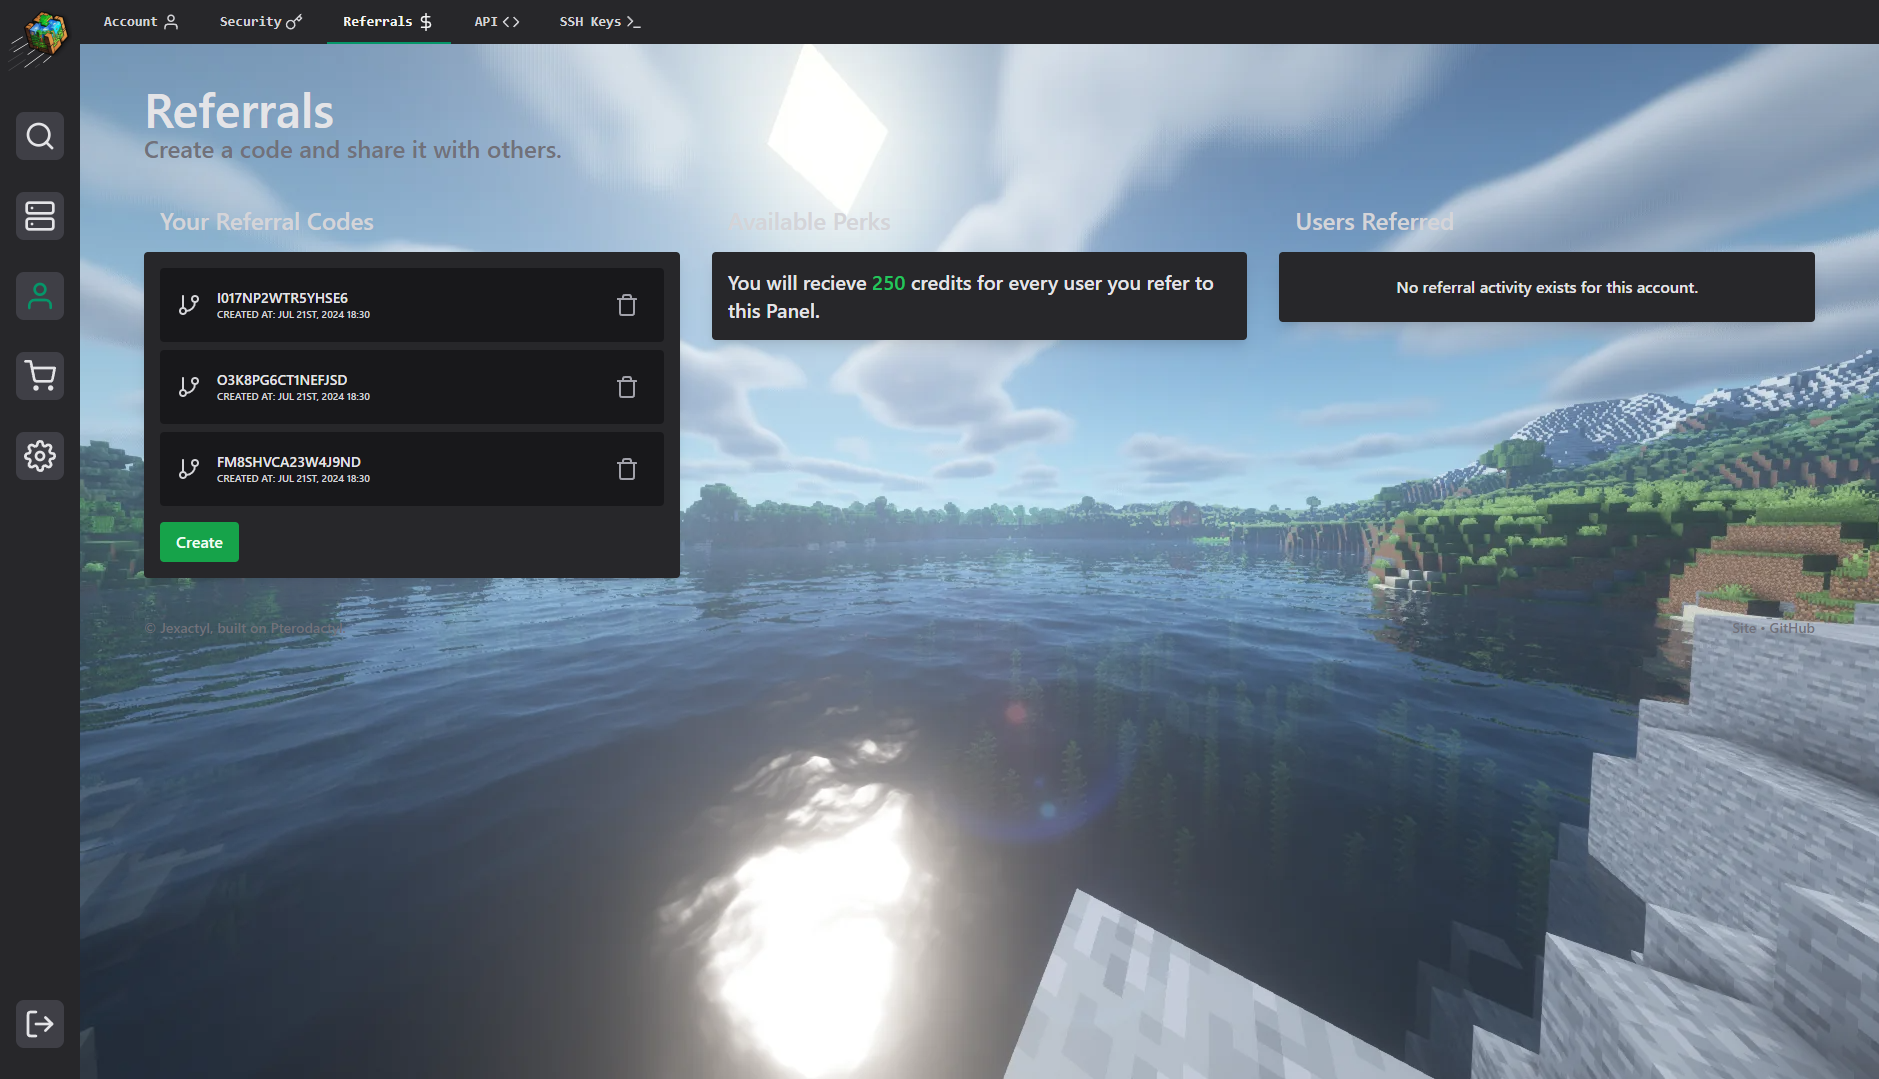 Account
Security
Referrals
API
SSH Keys
Referrals
Create a code and share it with others.
Your Referral Codes
I017NP2WTR5YHSE6
CREATED AT: JUL 21ST, 2024 18:30
O3K8PG6CT1NEFJSD
CREATED AT: JUL 21ST, 2024 18:30
FM8SHVCA23W4J9ND
CREATED AT: JUL 21ST, 2024 18:30
Create
Available Perks
You will recieve 250 credits for every user you refer to
this Panel.
Users Referred
No referral activity exists for this account.
© Jexactyl, built on Pterodactyl.
Site • GitHub